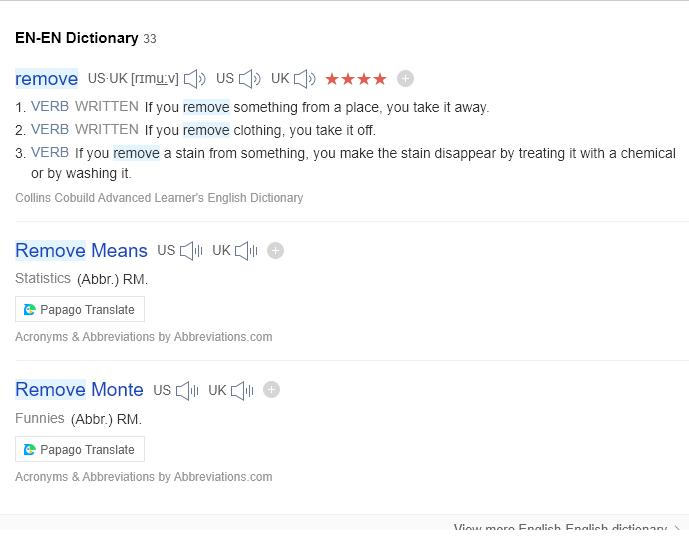 EN-EN Dictionary 33
remove US·UK [rɪmuːv] US UK ★★★★
1. VERB WRITTEN If you remove something from a place, you take it away.
2. VERB WRITTEN If you remove clothing, you take it off.
3. VERB If you remove a stain from something, you make the stain disappear by treating it with a chemical
or by washing it.
Collins Cobuild Advanced Learner's English Dictionary
Remove Means US UK
Statistics (Abbr.) RM.
Papago Translate
Acronyms & Abbreviations by Abbreviations.com
Remove Monte US UK
Funnies (Abbr.) RM.
Papago Translate
Acronyms & Abbreviations by Abbreviations.com
View more English-English dictionary